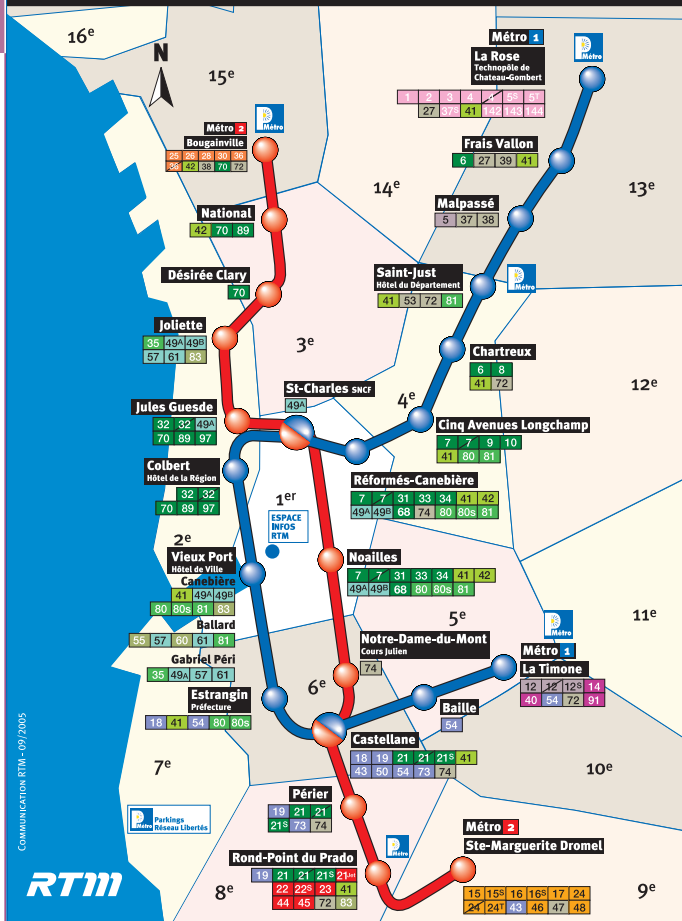 16e
N
15e
Métro 1
La Rose
Technopôle de
Chateau-Gombert
Métro
1 2 3 4 4 5S 5T
27 37S 41 142 143 144
Métro 2
Métro
Bougainville
25 26 28 30 36
38 42 38 70 72
Frais Vallon
6 27 39 41
14e
13e
Malpassé
5 37 38
National
42 70 89
Désirée Clary
70
Saint-Just
Hôtel du Département
41 53 72 81
Métro
Joliette
35 49A 49B
57 61 83
3e
Chartreux
6 8
41 72
12e
St-Charles SNCF
49A
4e
Jules Guesde
32 32 49A
70 89 97
Cinq Avenues Longchamp
7 7 9 10
41 80 81
Colbert
Hôtel de la Région
32 32
70 89 97
1er
Réformés-Canebière
7 7 31 33 34 41 42
49A 49B 68 74 80 80s 81
ESPACE
INFOS
RTM
2e
Vieux Port
Hôtel de Ville
Canebière
41 49A 49B
80 80s 81 83
Noailles
7 7 31 33 34 41 42
49A 49B 68 80 80s 81
5e
11e
Ballard
55 57 60 61 81
Notre-Dame-du-Mont
Cours Julien
74
Métro
Métro 1
La Timone
12 12 12S 14
40 54 72 91
Gabriel Péri
35 49A 57 61
6e
Estrangin
Préfecture
18 41 54 80 80s
Baille
54
Castellane
18 19 21 21 21S 41
43 50 54 73 74
7e
10e
Périer
19 21 21
21S 73 74
Métro
Parkings
Réseau Libertés
Métro
Métro 2
Ste-Marguerite Dromel
15 15S 16 16S 17 24
24 24T 43 46 47 48
Rond-Point du Prado
19 21 21 21S 21Jet
22 22S 23 41
44 45 72 83
8e
9e
RTM
COMMUNICATION RTM - 09/2005